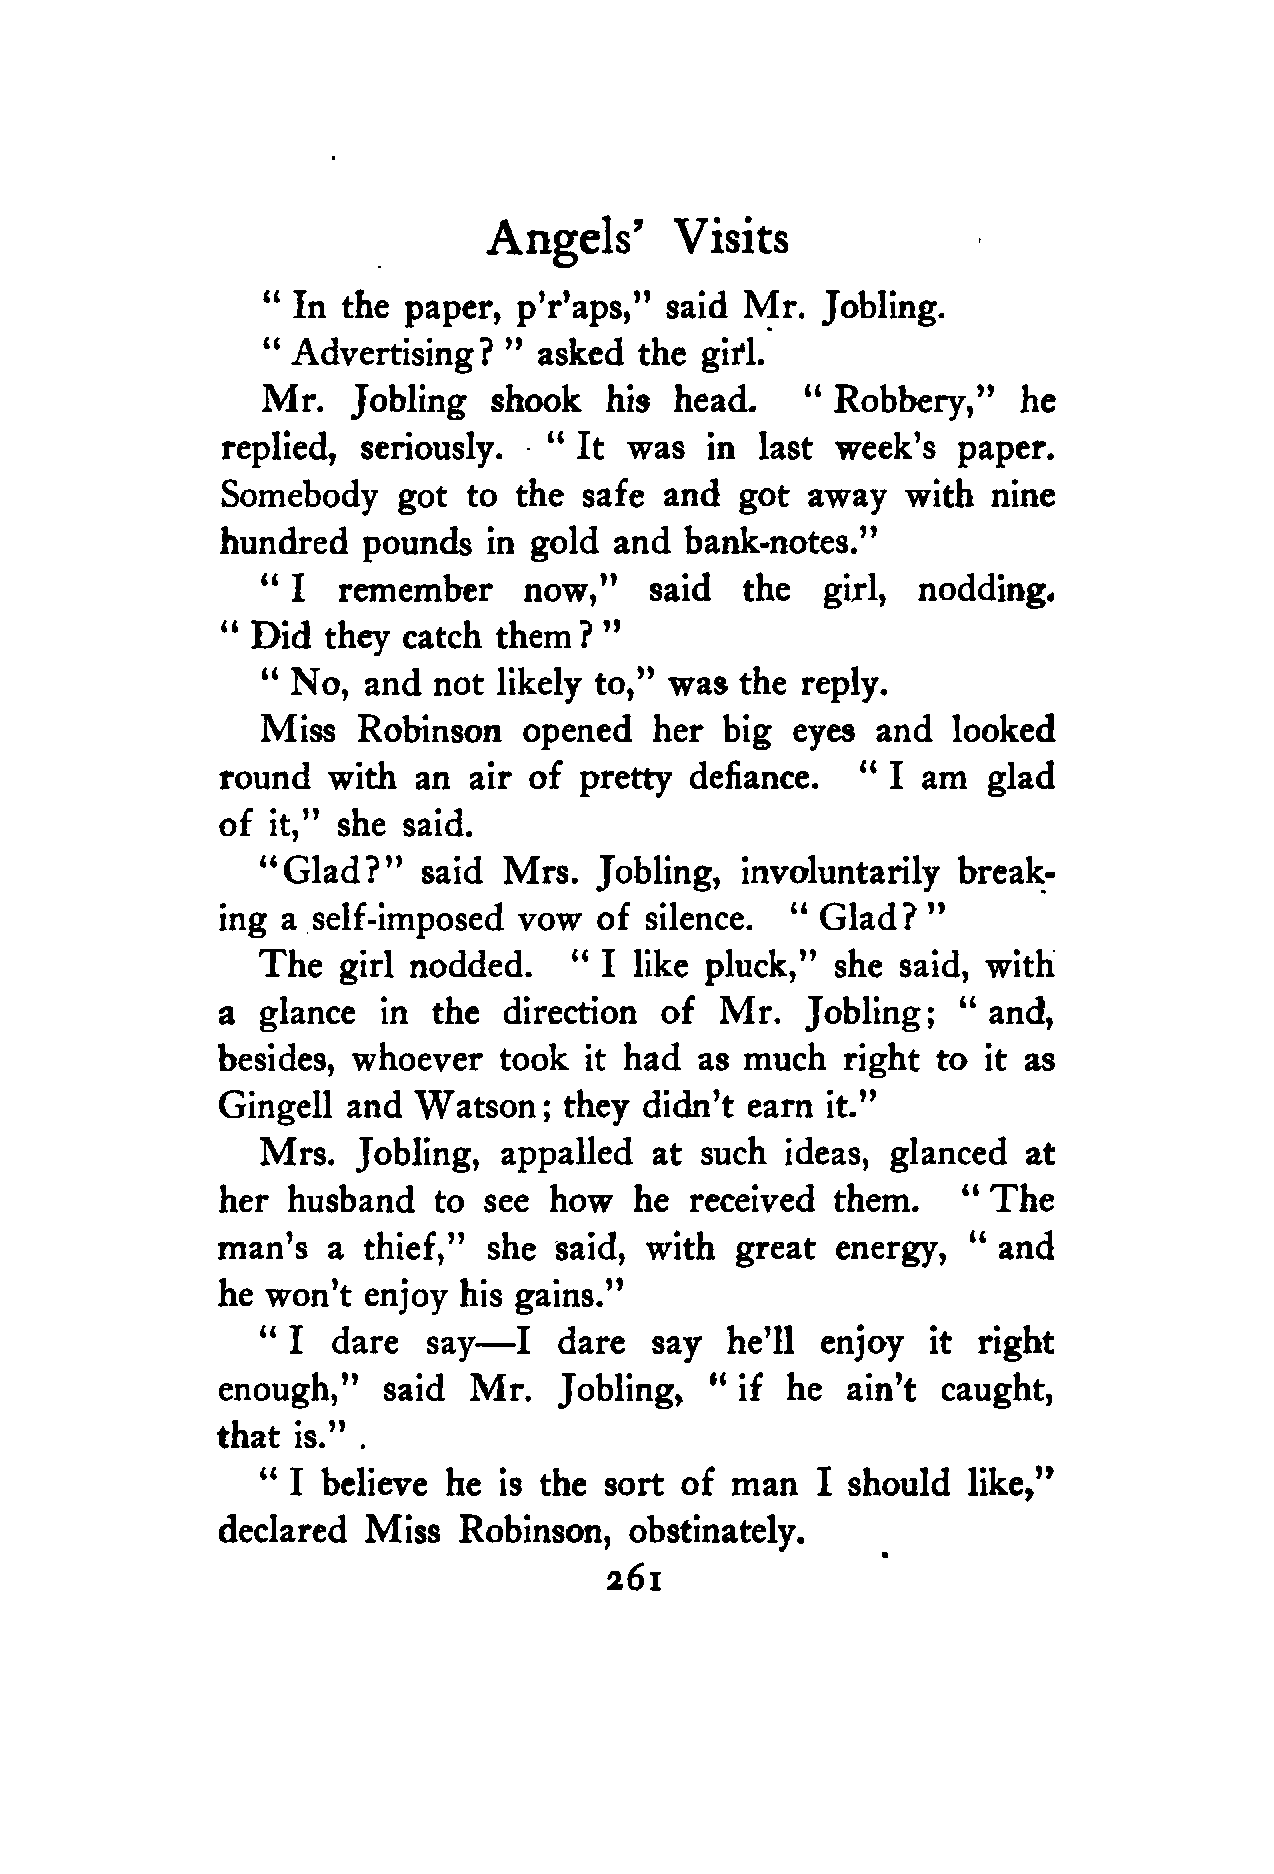 Angels' Visits
" In the paper, p'r'aps," said Mr. Jobling.
" Advertising? " asked the girl.
Mr. Jobling shook his head. " Robbery," he
replied, seriously. " It was in last week's paper.
Somebody got to the safe and got away with nine
hundred pounds in gold and bank-notes."
" I remember now," said the girl, nodding.
" Did they catch them? "
" No, and not likely to," was the reply.
Miss Robinson opened her big eyes and looked
round with an air of pretty defiance. " I am glad
of it," she said.
"Glad?" said Mrs. Jobling, involuntarily break-
ing a self-imposed vow of silence. " Glad? "
The girl nodded. " I like pluck," she said, with
a glance in the direction of Mr. Jobling; " and,
besides, whoever took it had as much right to it as
Gingell and Watson; they didn't earn it."
Mrs. Jobling, appalled at such ideas, glanced at
her husband to see how he received them. " The
man's a thief," she said, with great energy, " and
he won't enjoy his gains."
" I dare say—I dare say he'll enjoy it right
enough," said Mr. Jobling, " if he ain't caught,
that is."
" I believe he is the sort of man I should like,"
declared Miss Robinson, obstinately.
261